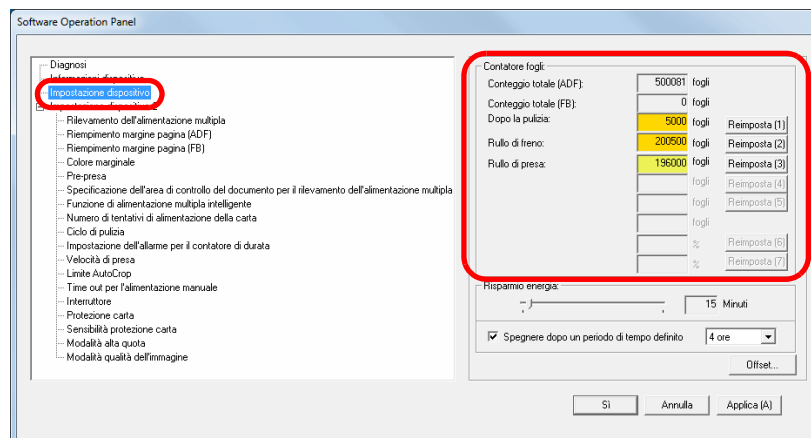 Software Operation Panel
Diagnosi
Informazioni dispositivo
Impostazione dispositivo
Impostazione dispositivo 2
Rilevamento dell'alimentazione multipla
Riempimento margine pagina (ADF)
Riempimento margine pagina (FB)
Colore marginale
Pre-presa
Specificazione dell'area di controllo del documento per il rilevamento dell'alimentazione multipla
Funzione di alimentazione multipla intelligente
Numero di tentativi di alimentazione della carta
Ciclo di pulizia
Impostazione dell'allarme per il contatore di durata
Velocità di presa
Limite AutoCrop
Time out per l'alimentazione manuale
Interruttore
Protezione carta
Sensibilità protezione carta
Modalità alta quota
Modalità qualità dell'immagine
Contatore fogli:
Conteggio totale (ADF): 500081 fogli
Conteggio totale (FB): 0 fogli
Dopo la pulizia: 5000 fogli Reimposta (1)
Rullo di freno: 200500 fogli Reimposta (2)
Rullo di presa: 196000 fogli Reimposta (3)
fogli Reimposta (4)
fogli Reimposta (5)
fogli
% Reimposta (6)
% Reimposta (7)
Risparmio energia:
15 Minuti
Spegnere dopo un periodo di tempo definito 4 ore
Offset...
Sì Annulla Applica (A)